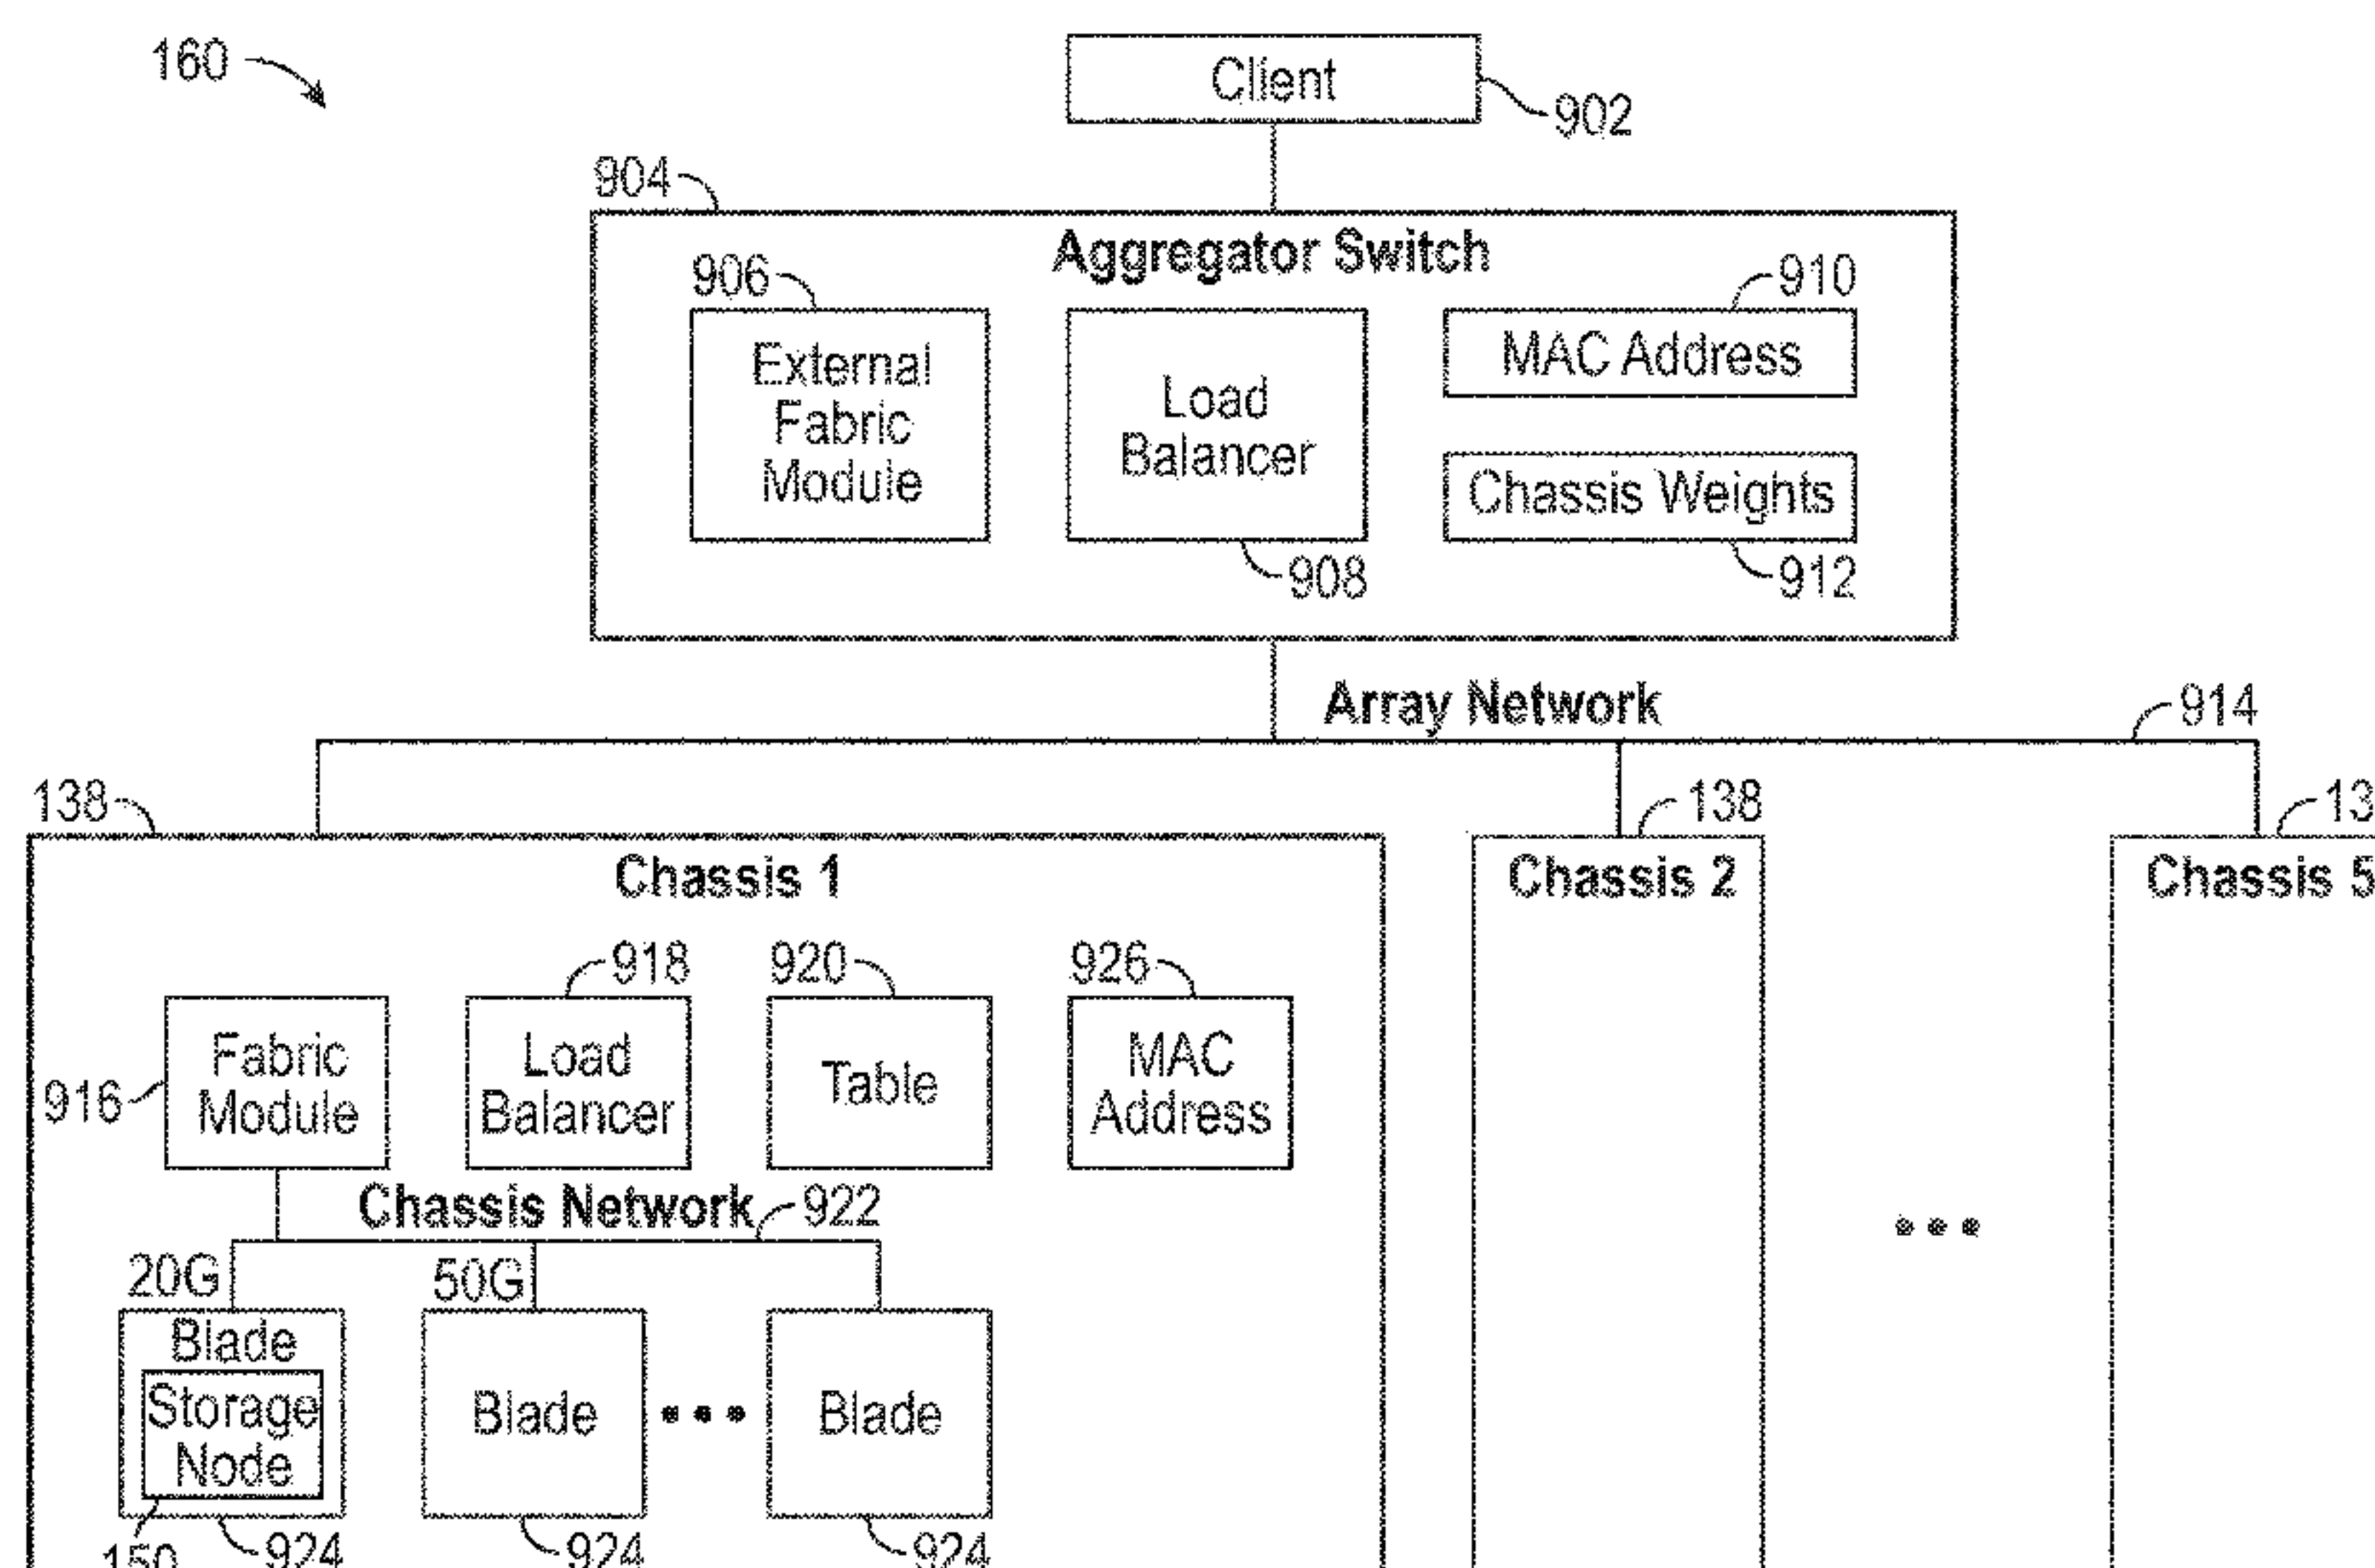 160
Client
902
904
Aggregator Switch
906
910
External
Fabric
Module
Load
Balancer
MAC Address
Chassis Weights
908
912
Array Network
914
138
138
13
Chassis 1
Chassis 2
Chassis 5
918
920
926
916
Fabric
Module
Load
Balancer
Table
MAC
Address
Chassis Network
922
20G
50G
Blade
Storage
Node
Blade
Blade
150
924
924
924